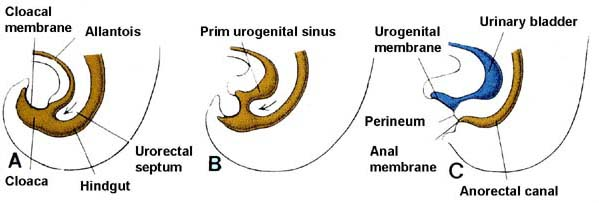 Cloacal
membrane
Allantois
A
Cloaca
Hindgut
Urorectal
septum
Prim urogenital sinus
B
Urogenital
membrane
Urinary bladder
Perineum
Anal
membrane
C
Anorectal canal